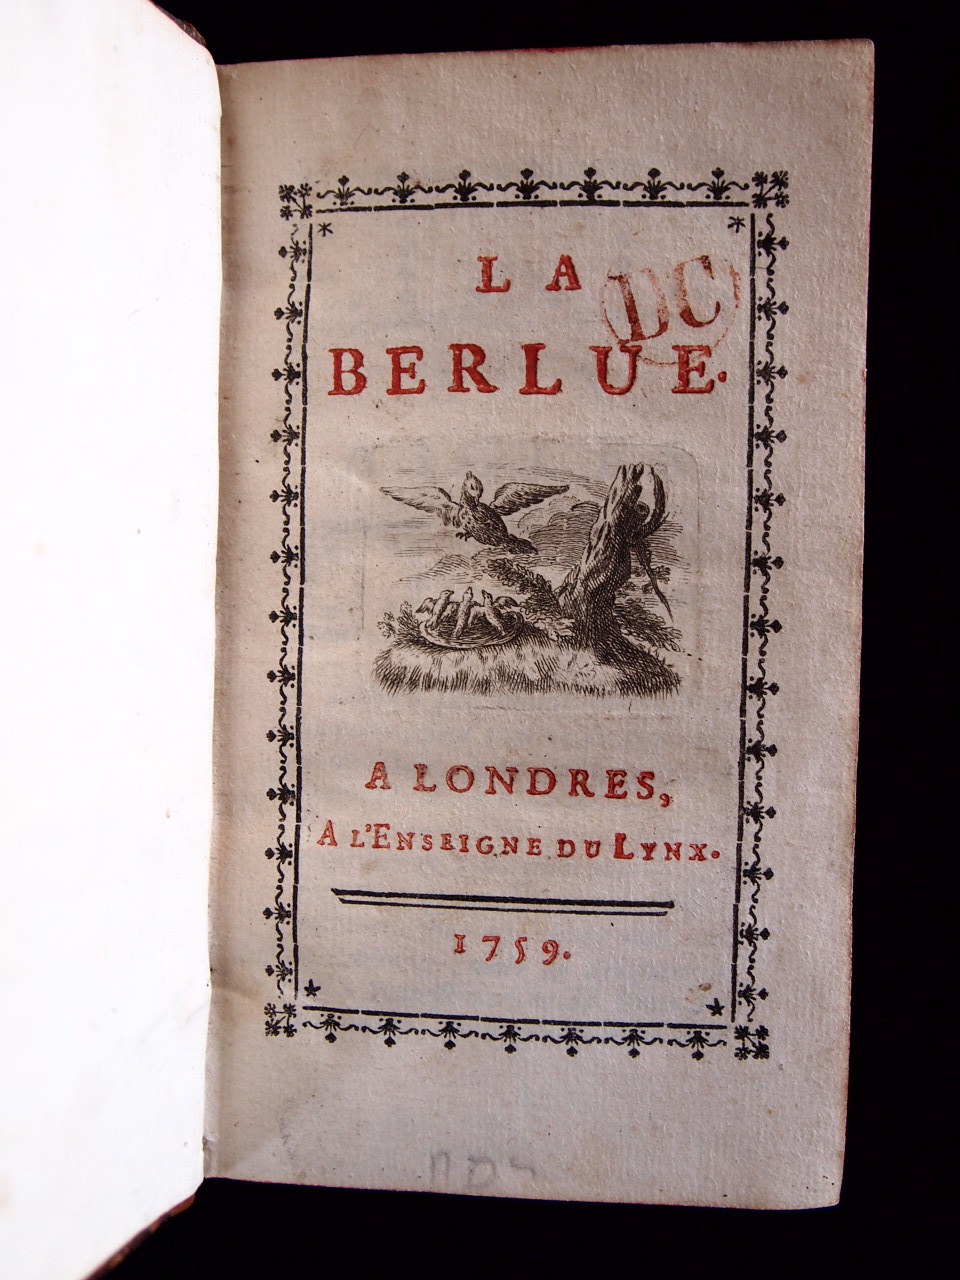 LA
DC
BERLUE.
A LONDRES,
A L'ENSEIGNE DU LYNX.
1759.